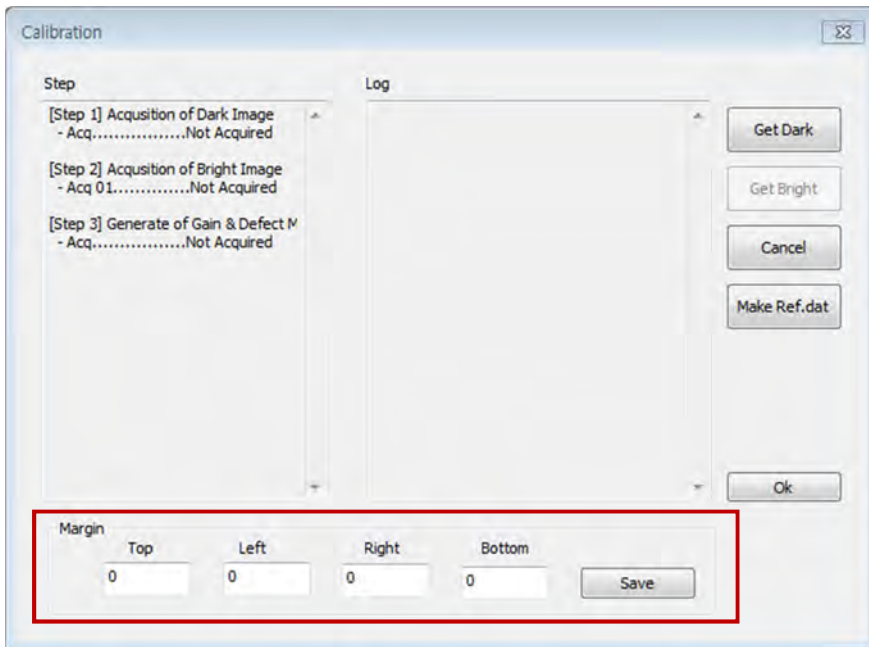 Calibration
Step
[Step 1] Acqusition of Dark Image
- Acq.................Not Acquired
[Step 2] Acqusition of Bright Image
- Acq 01..............Not Acquired
[Step 3] Generate of Gain & Defect M
- Acq.................Not Acquired
Log
Get Dark
Get Bright
Cancel
Make Ref.dat
Ok
Margin
Top Left Right Bottom
0 0 0 0 Save